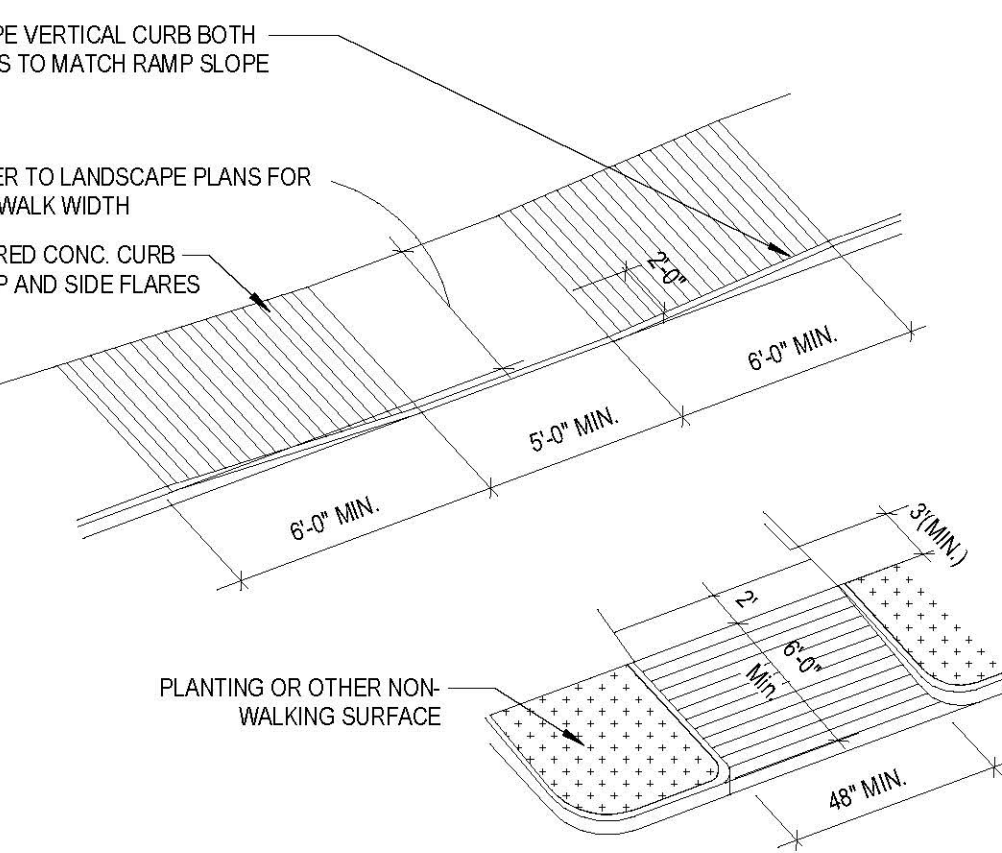 PE VERTICAL CURB BOTH
S TO MATCH RAMP SLOPE
ER TO LANDSCAPE PLANS FOR
WALK WIDTH
RED CONC. CURB
P AND SIDE FLARES
2'-0"
6'-0" MIN.
5'-0" MIN.
6'-0" MIN.
3'(MIN.)
2'
6'-0"
Min.
PLANTING OR OTHER NON-
WALKING SURFACE
48" MIN.